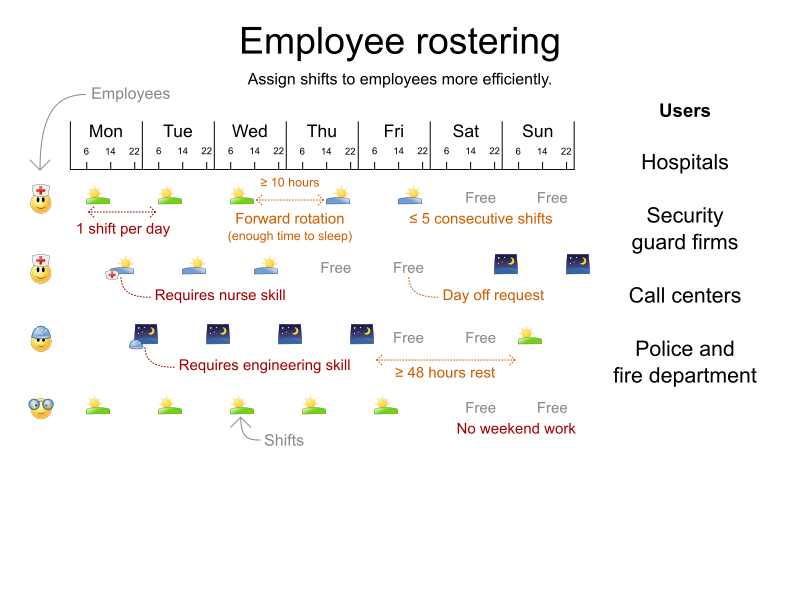 Employee rostering
Assign shifts to employees more efficiently.
Employees
Users
Mon Tue Wed Thu Fri Sat Sun
6 14 22 6 14 22 6 14 22 6 14 22 6 14 22 6 14 22 6 14 22
Hospitals
≥ 10 hours
Free Free
1 shift per day
Forward rotation
(enough time to sleep)
≤ 5 consecutive shifts
Security
guard firms
Free Free
Requires nurse skill
Day off request
Call centers
Free Free
Requires engineering skill
≥ 48 hours rest
Police and
fire department
Free Free
No weekend work
Shifts